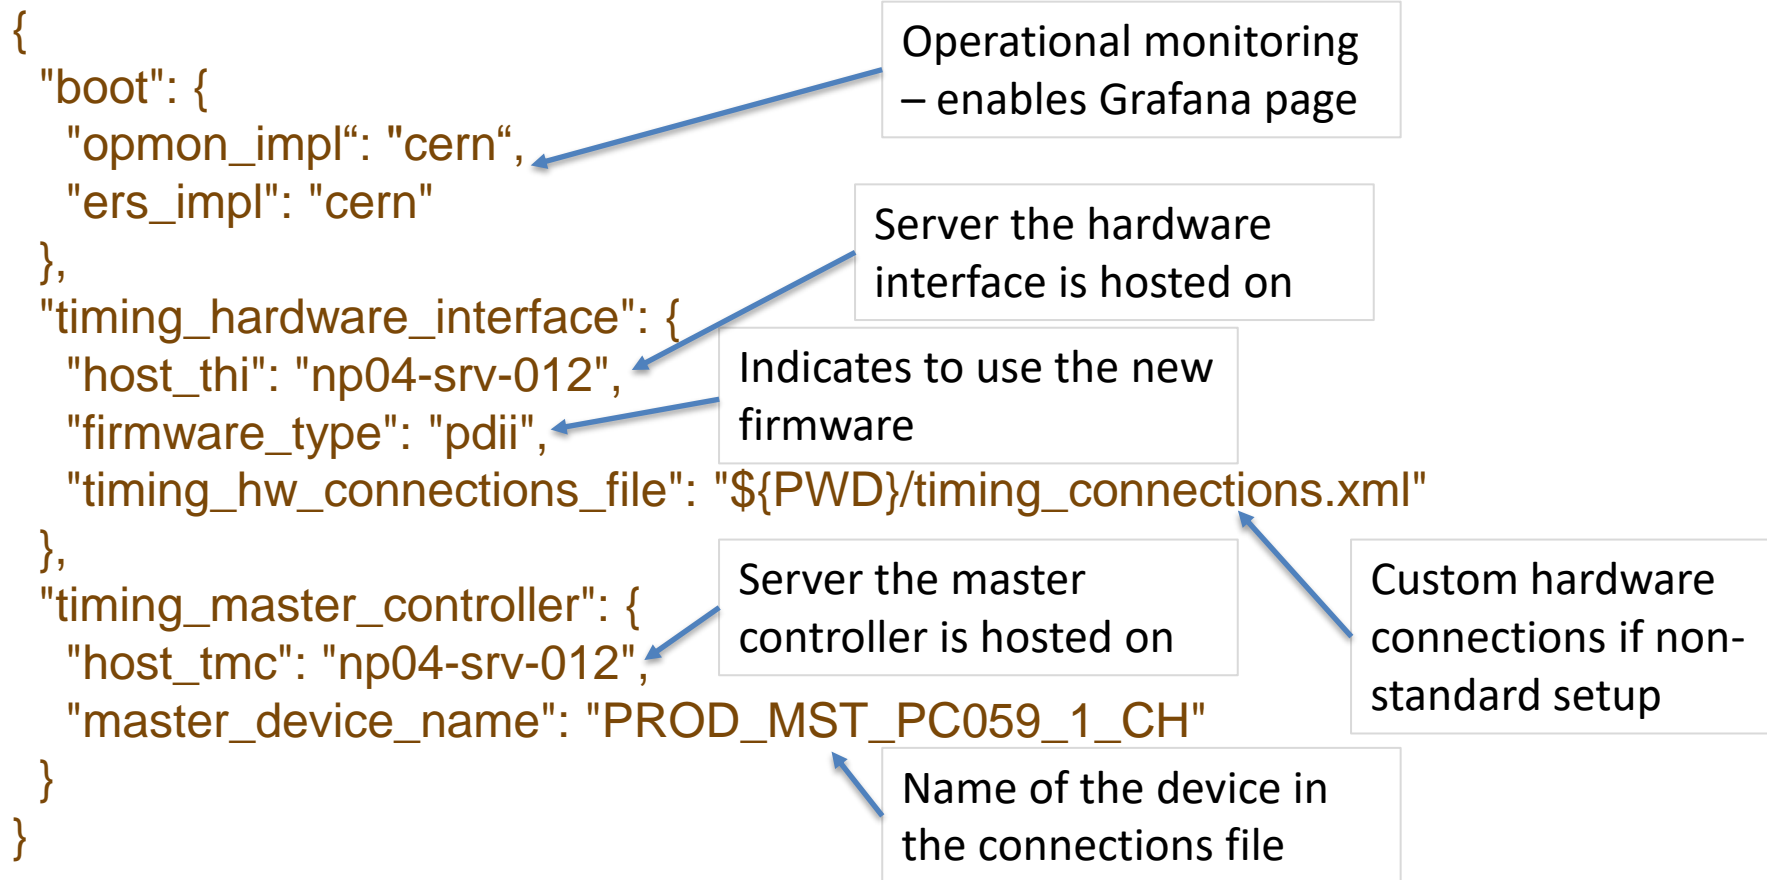 {
"boot": {
"opmon_impl“: "cern“,
"ers_impl": "cern"
},
"timing_hardware_interface": {
"host_thi": "np04-srv-012",
"firmware_type": "pdii",
"timing_hw_connections_file": "${PWD}/timing_connections.xml"
},
"timing_master_controller": {
"host_tmc": "np04-srv-012",
"master_device_name": "PROD_MST_PC059_1_CH"
}
}
Operational monitoring
– enables Grafana page
Server the hardware
interface is hosted on
Indicates to use the new
firmware
Server the master
controller is hosted on
Custom hardware
connections if non-
standard setup
Name of the device in
the connections file